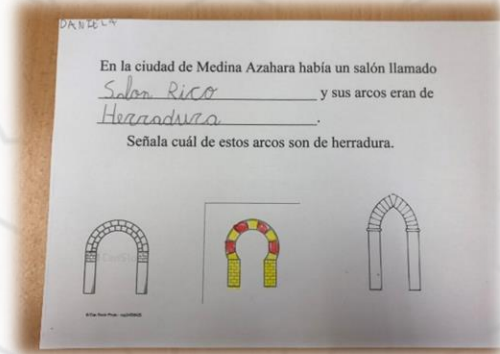 DANIELA
En la ciudad de Medina Azahara había un salón llamado
Salon Rico y sus arcos eran de
Herradura.
Señala cuál de estos arcos son de herradura.